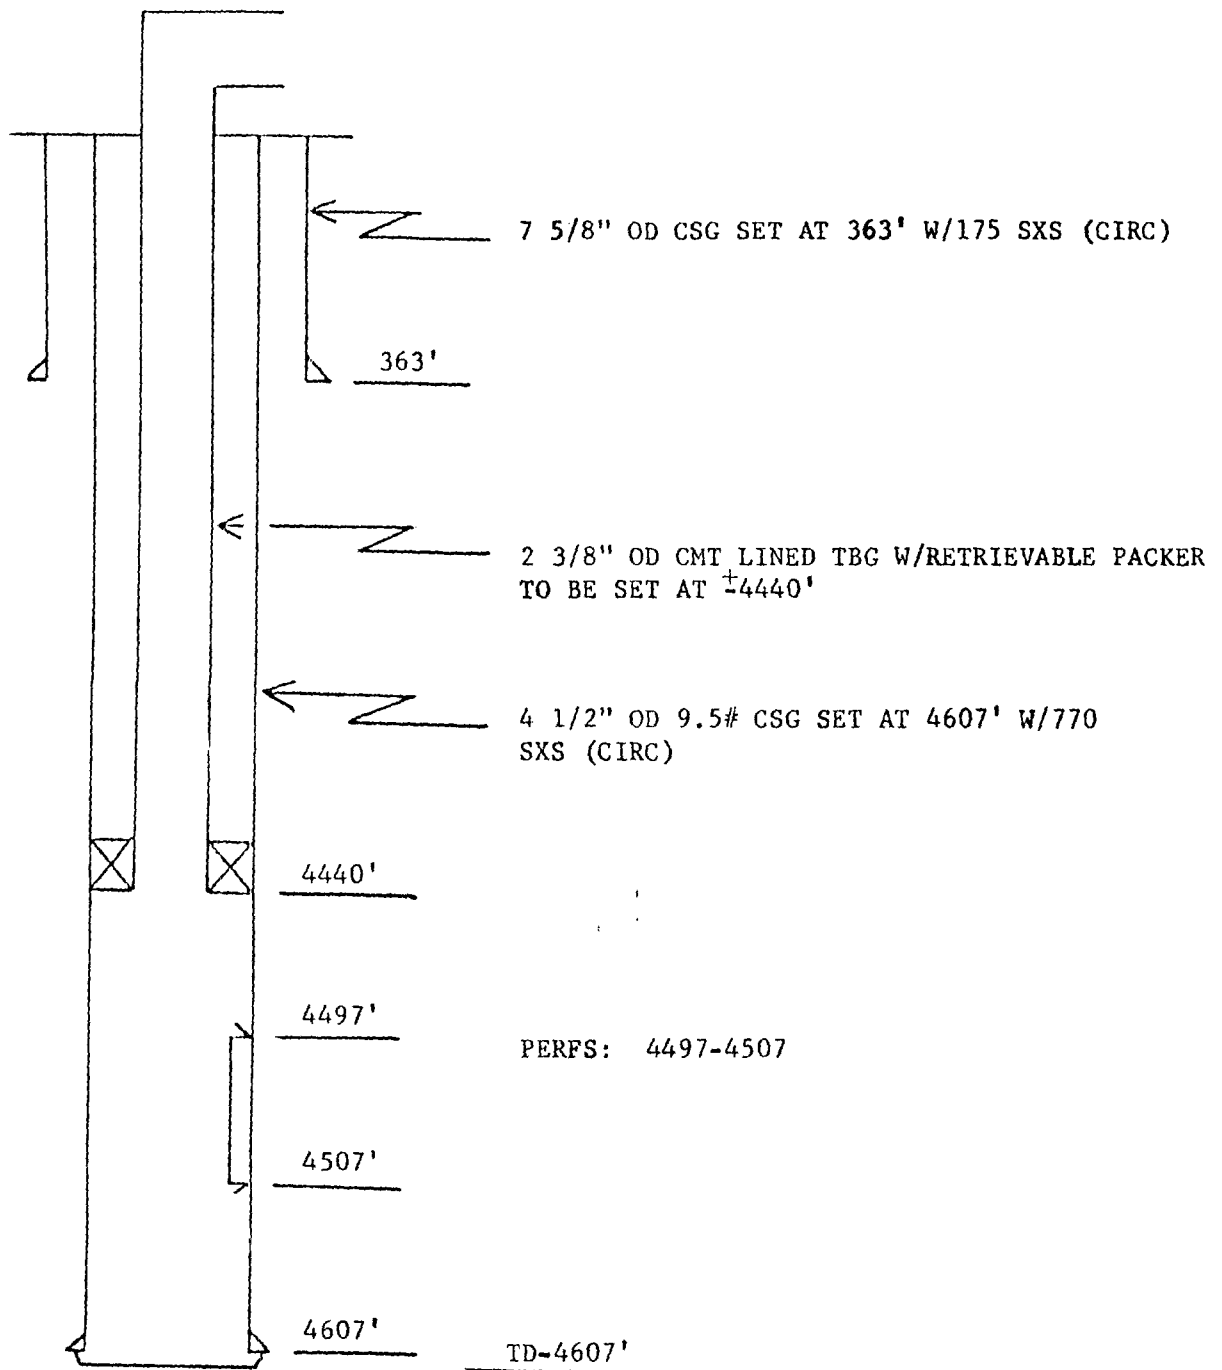 7 5/8" OD CSG SET AT 363' W/175 SXS (CIRC)
363'
2 3/8" OD CMT LINED TBG W/RETRIEVABLE PACKER
TO BE SET AT ±4440'
4 1/2" OD 9.5# CSG SET AT 4607' W/770
SXS (CIRC)
4440'
4497'
PERFS: 4497-4507
4507'
4607'
TD-4607'